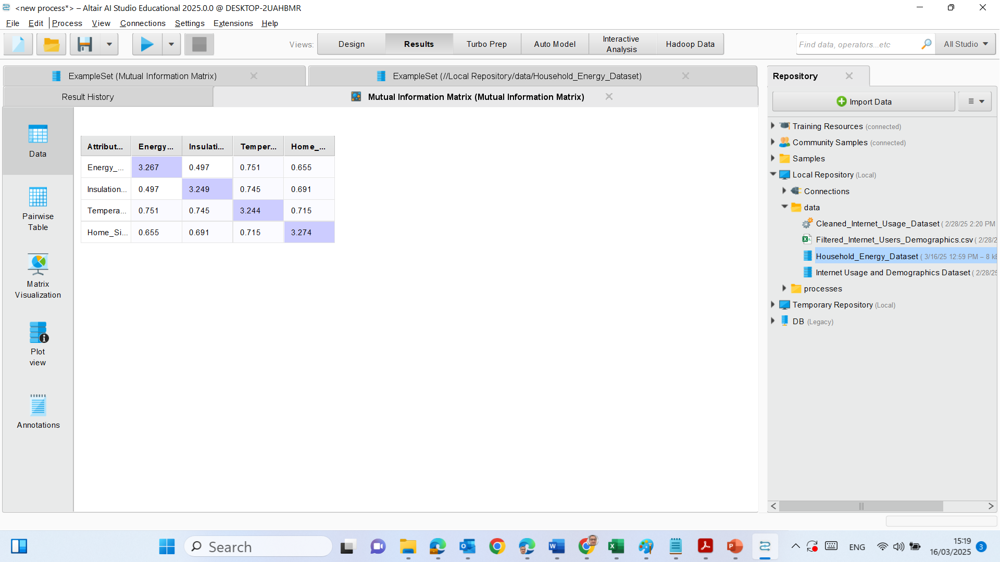 <new process*> – Altair AI Studio Educational 2025.0.0 @ DESKTOP-2UAHBMR
File Edit Process View Connections Settings Extensions Help
Views: Design Results Turbo Prep Auto Model Interactive Analysis Hadoop Data
Find data, operators...etc All Studio
ExampleSet (Mutual Information Matrix) ExampleSet (//Local Repository/data/Household_Energy_Dataset)
Result History Mutual Information Matrix (Mutual Information Matrix)
Data
Pairwise
Table
Matrix
Visualization
Plot
view
Annotations
Attribut... Energy... Insulati... Temper... Home_...
Energy_... 3.267 0.497 0.751 0.655
Insulation... 0.497 3.249 0.745 0.691
Tempera... 0.751 0.745 3.244 0.715
Home_Si... 0.655 0.691 0.715 3.274
Repository
Import Data
Training Resources (connected)
Community Samples (connected)
Samples
Local Repository (Local)
Connections
data
Cleaned_Internet_Usage_Dataset ( 2/28/25 2:20 PM
Filtered_Internet_Users_Demographics.csv ( 2/28/2
Household_Energy_Dataset ( 3/16/25 12:59 PM – 8 kB
Internet Usage and Demographics Dataset ( 2/28/25
processes
Temporary Repository (Local)
DB (Legacy)
Search
ENG
15:19
16/03/2025
3